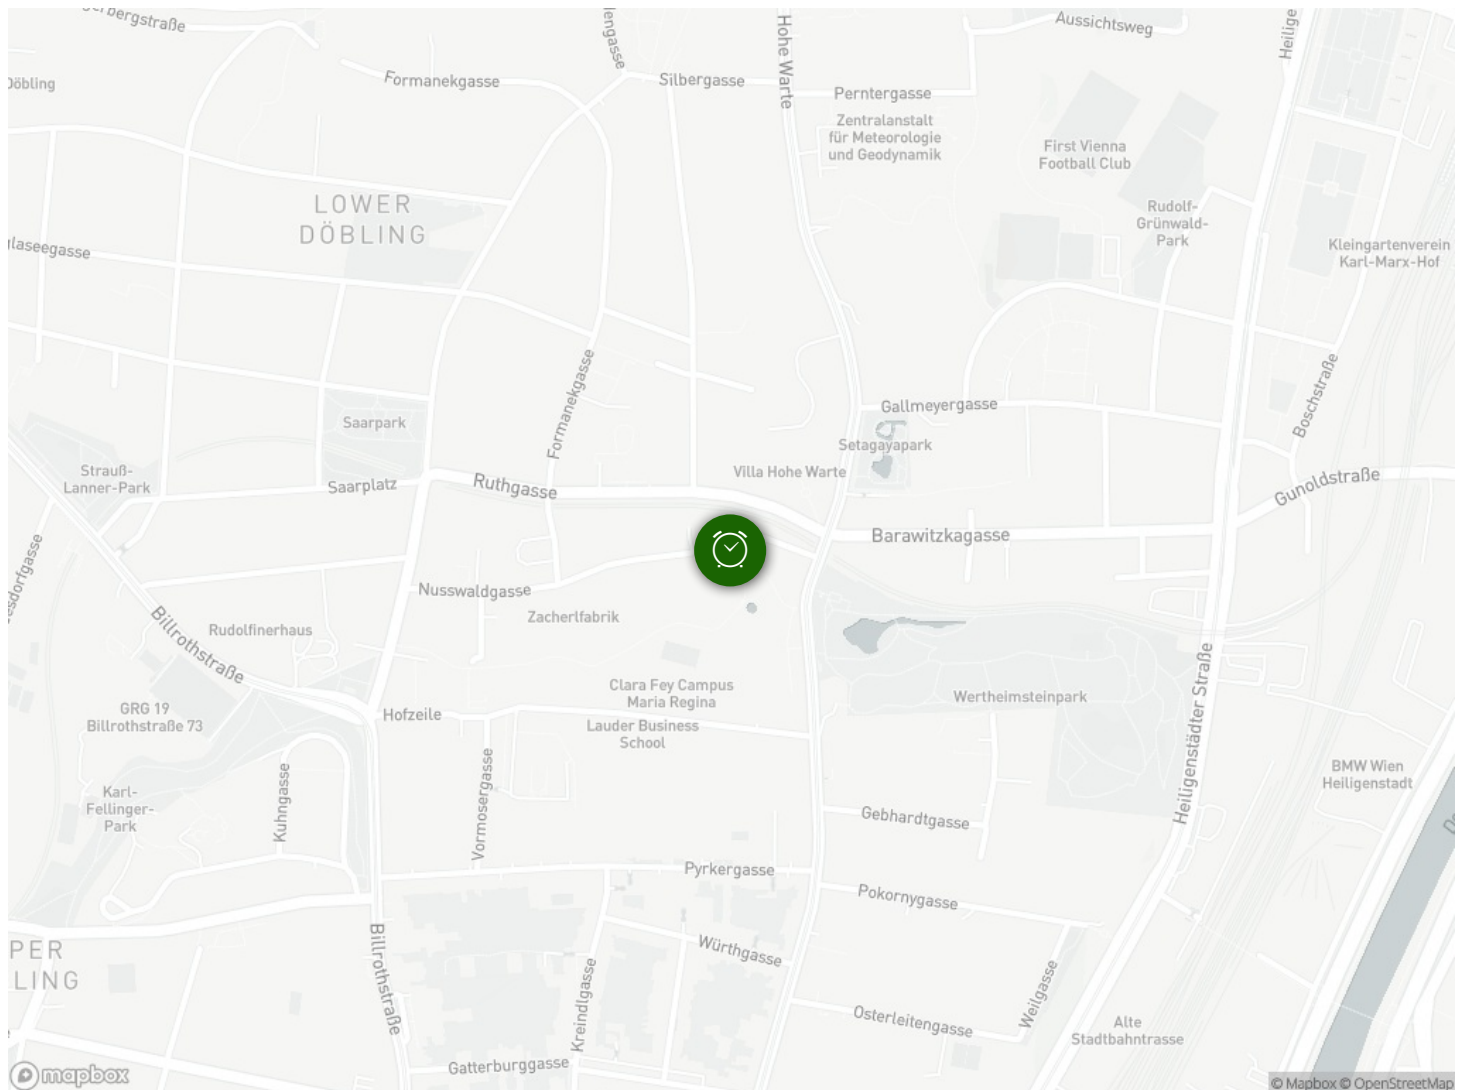 Aussichtsweg
Hohe Warte
Formanekgasse
Silbergasse
Perntergasse
Döbling
Zentralanstalt
für Meteorologie
und Geodynamik
First Vienna
Football Club
LOWER
DÖBLING
Rudolf-
Grünwald-
Park
Kleingartenverein
Karl-Marx-Hof
Formanekgasse
Boschstraße
Gallmeyergasse
Saarpark
Setagayapark
Villa Hohe Warte
Strauß-
Lanner-Park
Saarplatz
Ruthgasse
Gunoldstraße
Barawitzkagasse
Nusswaldgasse
Zacherlfabrik
Rudolfinerhaus
Billrothstraße
Clara Fey Campus
Maria Regina
Wertheimsteinpark
Heiligenstädter Straße
GRG 19
Billrothstraße 73
Hofzeile
Lauder Business
School
BMW Wien
Heiligenstadt
Karl-
Fellinger-
Park
Kuhngasse
Vormosergasse
Gebhardtgasse
Pyrkergasse
Pokornygasse
Billrothstraße
Würthgasse
PER
LING
Kreindlgasse
Weilgasse
Osterleitengasse
Alte
Stadtbahntrasse
Gatterburggasse
mapbox
© Mapbox © OpenStreetMap